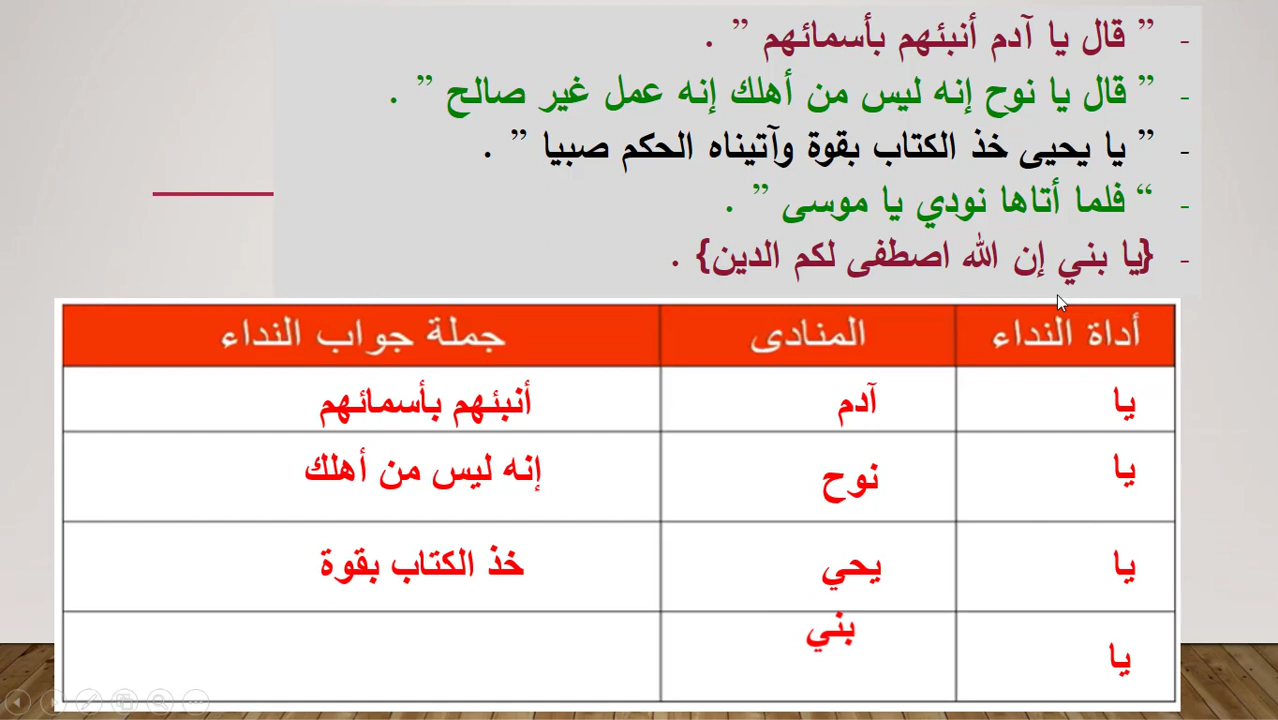 - ” قال يا آدم أنبئهم بأسمائهم ” .
- ” قال يا نوح إنه ليس من أهلك إنه عمل غير صالح ” .
- ” يا يحيى خذ الكتاب بقوة وآتيناه الحكم صبيا ” .
- “ فلما أتاها نودي يا موسى ” .
- {يا بني إن الله اصطفى لكم الدين} .
أداة النداء المنادى جملة جواب النداء
يا آدم أنبئهم بأسمائهم
يا نوح إنه ليس من أهلك
يا يحي خذ الكتاب بقوة
يا بني